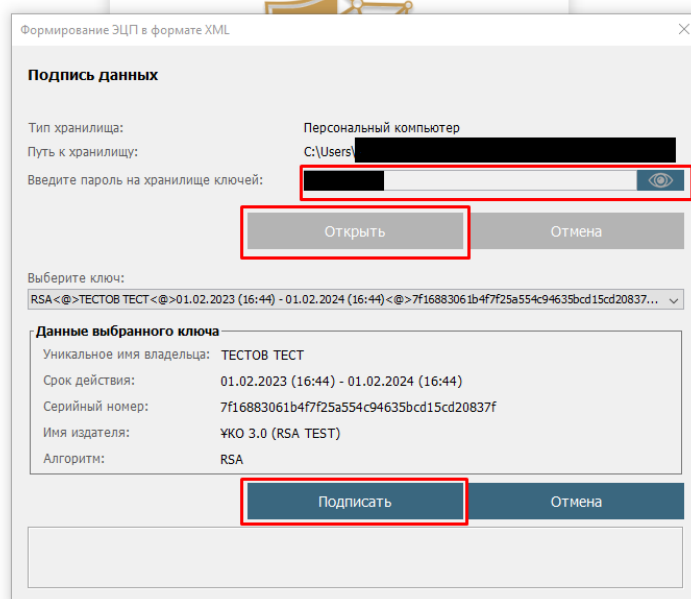 Формирование ЭЦП в формате XML
Подпись данных
Тип хранилища: Персональный компьютер
Путь к хранилищу: C:\Users\
Введите пароль на хранилище ключей:
Открыть Отмена
Выберите ключ:
RSA<@>ТЕСТОВ ТЕСТ<@>01.02.2023 (16:44) - 01.02.2024 (16:44)<@>7f16883061b4f7f25a554c94635bcd15cd20837...
Данные выбранного ключа
Уникальное имя владельца: ТЕСТОВ ТЕСТ
Срок действия: 01.02.2023 (16:44) - 01.02.2024 (16:44)
Серийный номер: 7f16883061b4f7f25a554c94635bcd15cd20837f
Имя издателя: ¥КО 3.0 (RSA TEST)
Алгоритм: RSA
Подписать Отмена